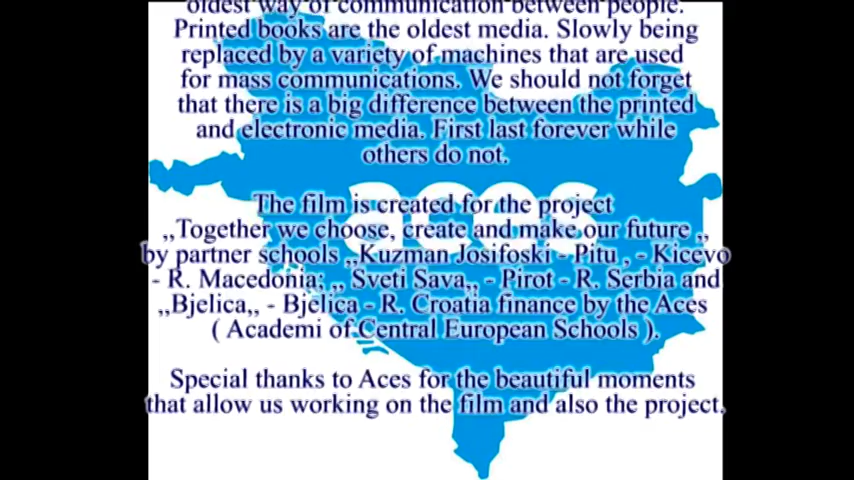 oldest way of communication between people.
Printed books are the oldest media. Slowly being
replaced by a variety of machines that are used
for mass communications. We should not forget
that there is a big difference between the printed
and electronic media. First last forever while
others do not.
aces
The film is created for the project
,,Together we choose, create and make our future ,,
by partner schools ,,Kuzman Josifoski - Pitu , - Kicevo
- R. Macedonia; ,, Sveti Sava,, - Pirot - R. Serbia and
,,Bjelica,, - Bjelica - R. Croatia finance by the Aces
( Academi of Central European Schools ).
Special thanks to Aces for the beautiful moments
that allow us working on the film and also the project.